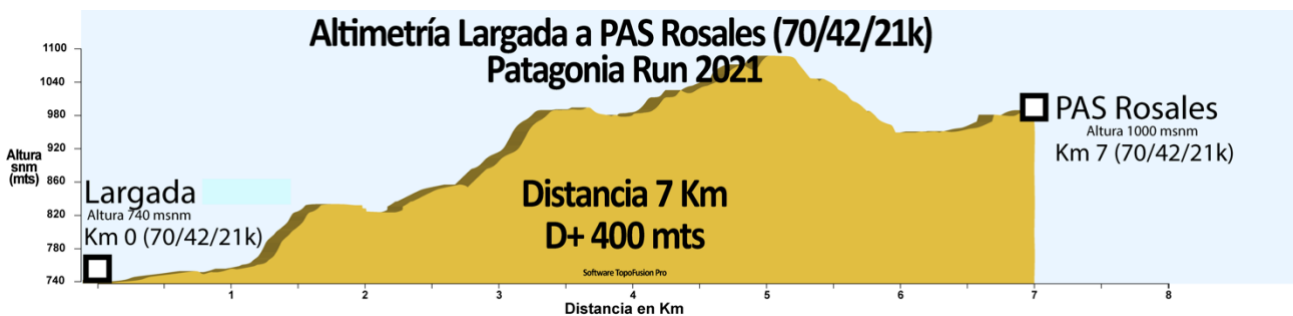 Altimetría Largada a PAS Rosales (70/42/21k)
Patagonia Run 2021
1100
1040
980
920
860
820
780
740
Altura
snm
(mts)
Largada
Altura 740 msnm
Km 0 (70/42/21k)
Distancia 7 Km
D+ 400 mts
Software TopoFusion Pro
PAS Rosales
Altura 1000 msnm
Km 7 (70/42/21k)
1 2 3 4 5 6 7 8
Distancia en Km